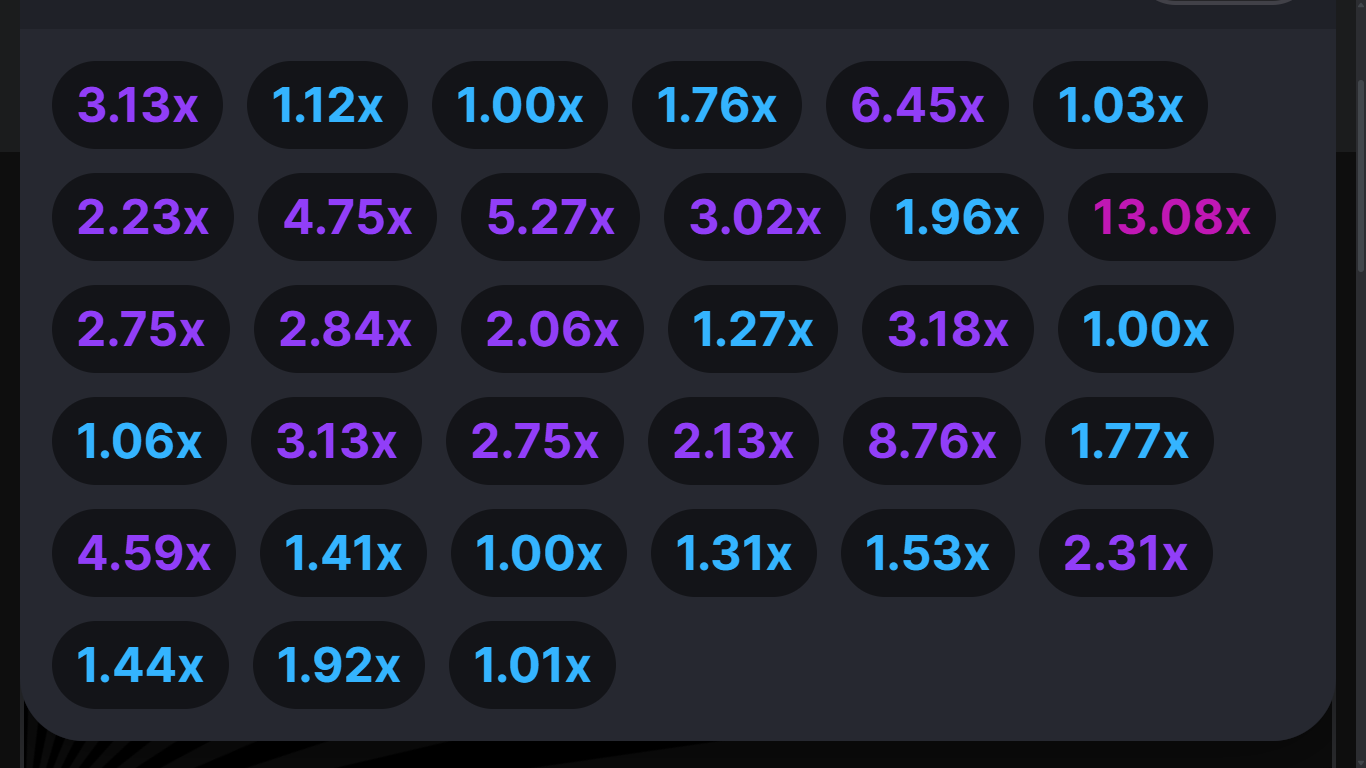 3.13x 1.12x 1.00x 1.76x 6.45x 1.03x
2.23x 4.75x 5.27x 3.02x 1.96x 13.08x
2.75x 2.84x 2.06x 1.27x 3.18x 1.00x
1.06x 3.13x 2.75x 2.13x 8.76x 1.77x
4.59x 1.41x 1.00x 1.31x 1.53x 2.31x
1.44x 1.92x 1.01x